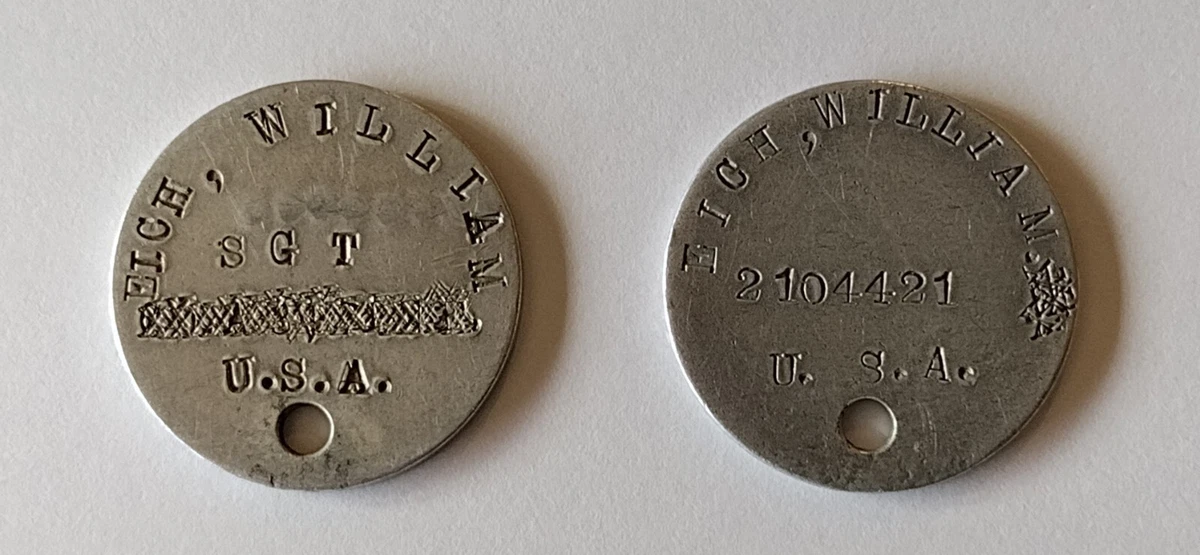 EICH, WILLIAM
SGT
U.S.A.
EICH, WILLIAM.
2104421
U. S. A.